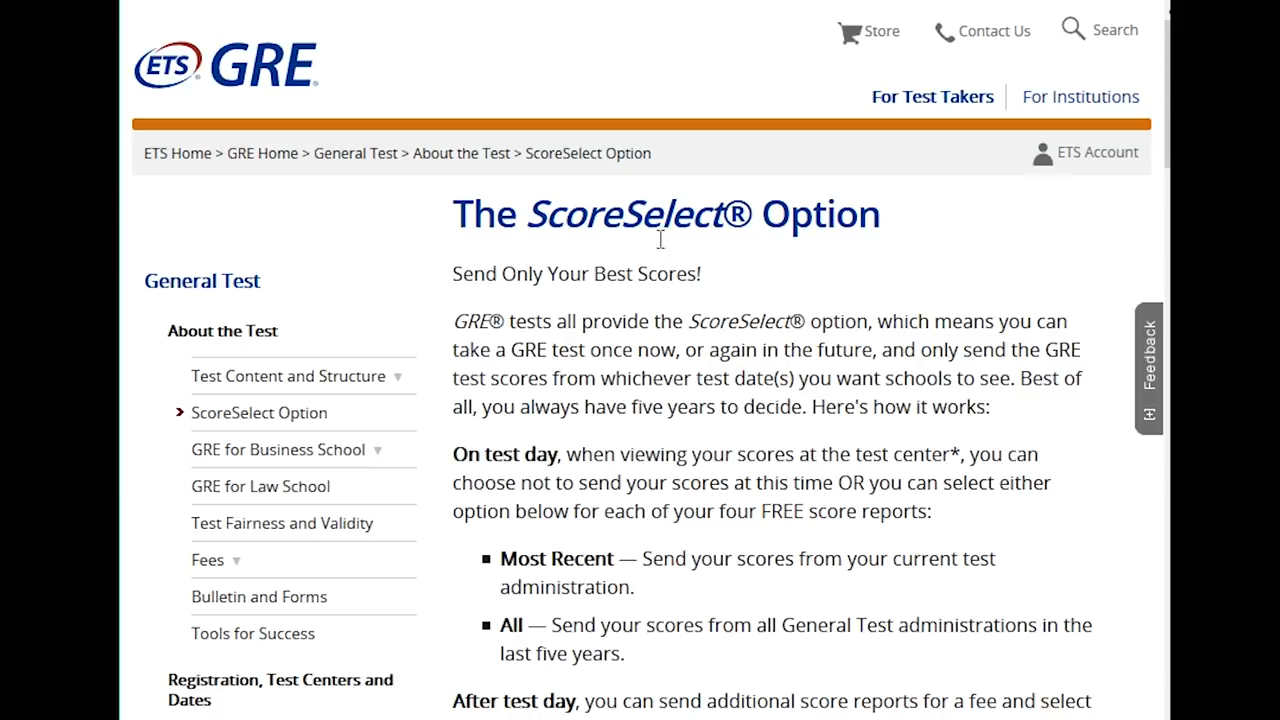 Store
Contact Us
Search
ETS® GRE®
For Test Takers
For Institutions
ETS Home > GRE Home > General Test > About the Test > ScoreSelect Option
ETS Account
The ScoreSelect® Option
Send Only Your Best Scores!
GRE® tests all provide the ScoreSelect® option, which means you can
take a GRE test once now, or again in the future, and only send the GRE
test scores from whichever test date(s) you want schools to see. Best of
all, you always have five years to decide. Here's how it works:
On test day, when viewing your scores at the test center*, you can
choose not to send your scores at this time OR you can select either
option below for each of your four FREE score reports:
Most Recent — Send your scores from your current test
administration.
All — Send your scores from all General Test administrations in the
last five years.
After test day, you can send additional score reports for a fee and select
General Test
About the Test
Test Content and Structure
ScoreSelect Option
GRE for Business School
GRE for Law School
Test Fairness and Validity
Fees
Bulletin and Forms
Tools for Success
Registration, Test Centers and
Dates
[+] Feedback